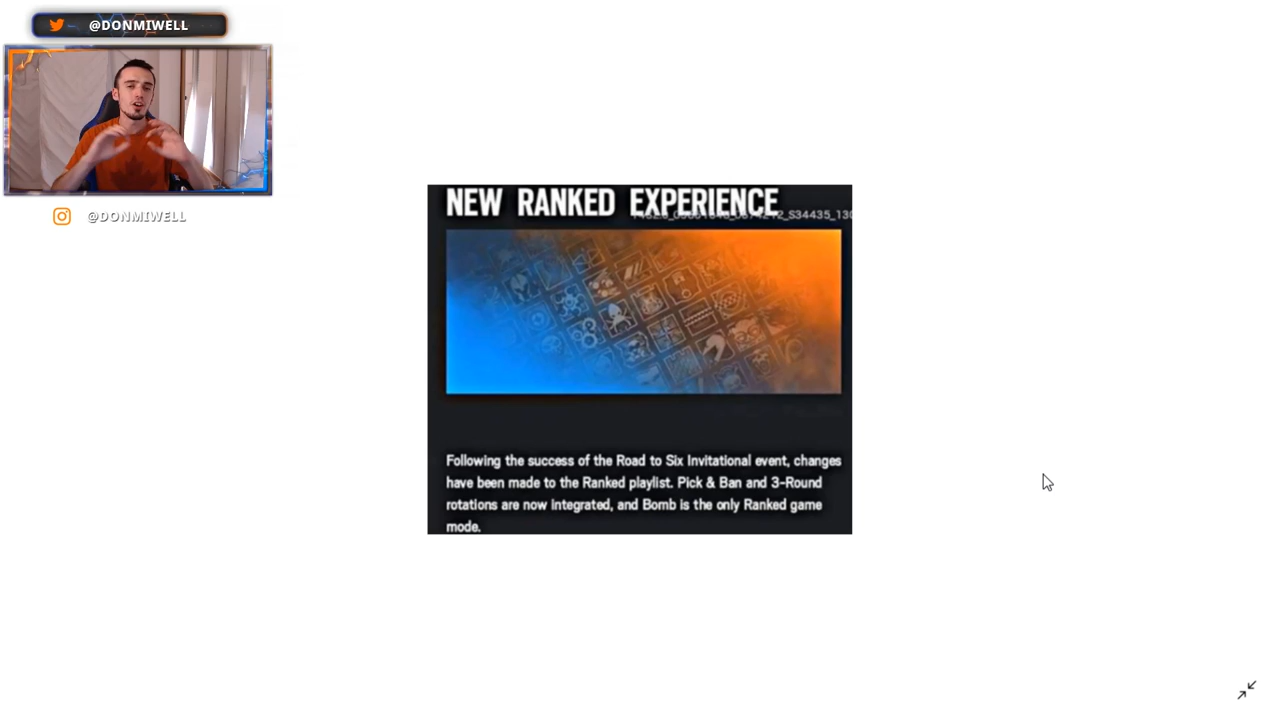 @DONMIWELL
@DONMIWELL
NEW RANKED EXPERIENCE
Following the success of the Road to Six Invitational event, changes
have been made to the Ranked playlist. Pick & Ban and 3-Round
rotations are now integrated, and Bomb is the only Ranked game
mode.